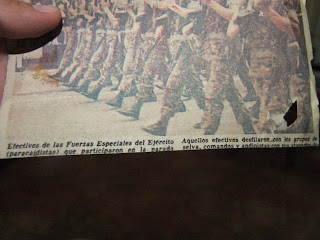 Efectivos de las Fuerzas Especiales del Ejército
(paracaidistas) que participaron en la parada
Aquellos efectivos desfilaron con los grupos de
selva, comandos y andinistas con